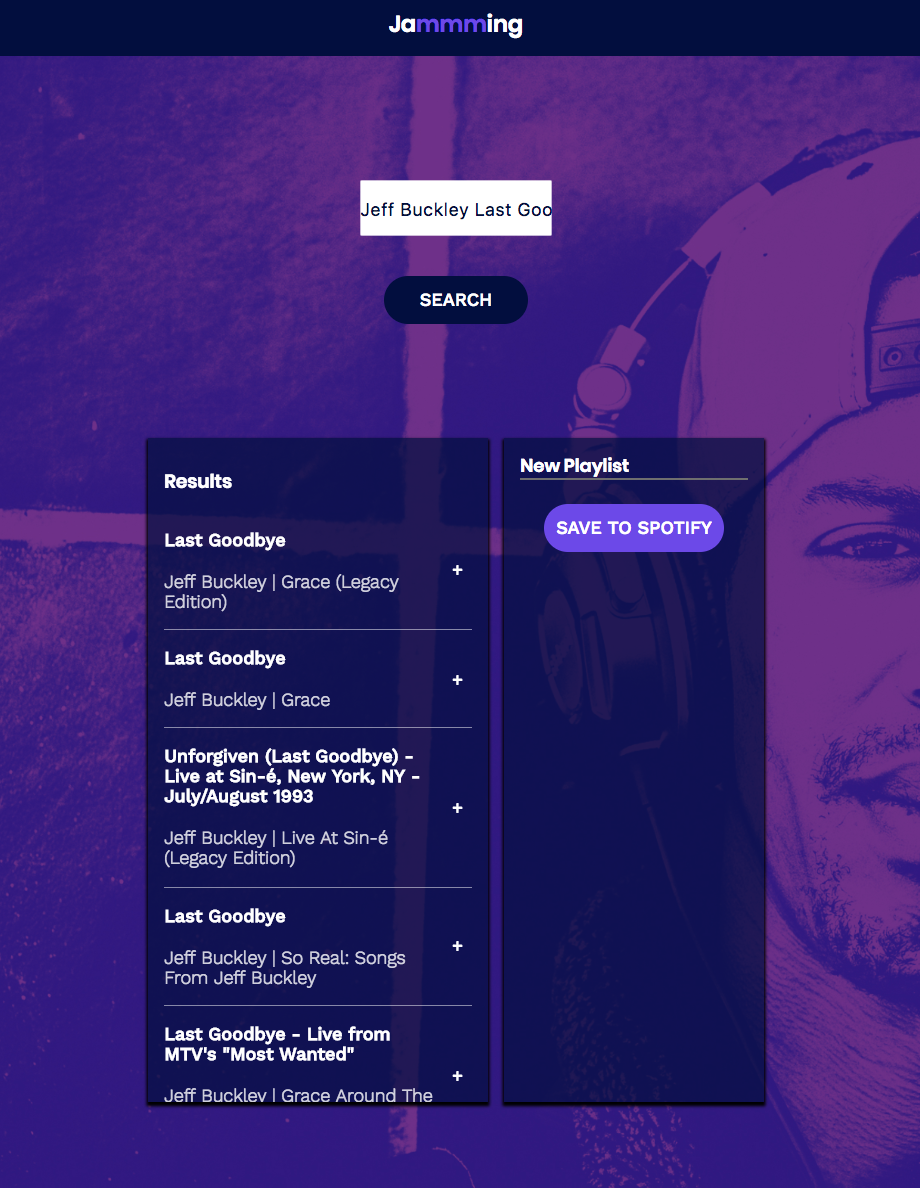 Jammming
Jeff Buckley Last Goo
SEARCH
Results
Last Goodbye
Jeff Buckley | Grace (Legacy
Edition)
+
Last Goodbye
Jeff Buckley | Grace
+
Unforgiven (Last Goodbye) -
Live at Sin-é, New York, NY -
July/August 1993
Jeff Buckley | Live At Sin-é
(Legacy Edition)
+
Last Goodbye
Jeff Buckley | So Real: Songs
From Jeff Buckley
+
Last Goodbye - Live from
MTV's "Most Wanted"
Jeff Buckley | Grace Around The
+
New Playlist
SAVE TO SPOTIFY